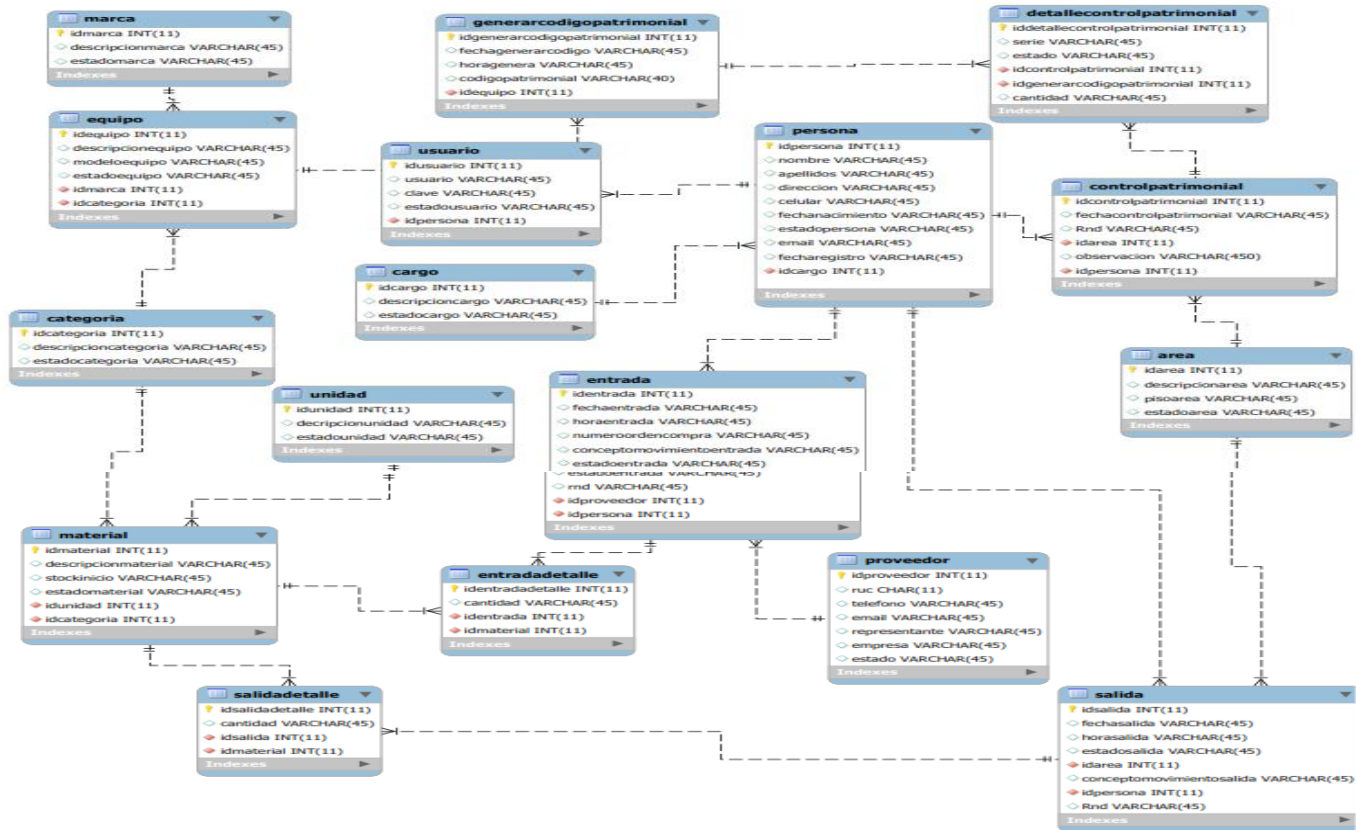 marca
idmarca INT(11)
descripcionmarca VARCHAR(45)
estadomarca VARCHAR(45)
Indexes
generarcodigopatrimonial
idgenerarcodigopatrimonial INT(11)
fechagenerarcodigo VARCHAR(45)
horagenera VARCHAR(45)
codigopatrimonial VARCHAR(40)
idequipo INT(11)
Indexes
detallecontrolpatrimonial
iddetallecontrolpatrimonial INT(11)
serie VARCHAR(45)
estado VARCHAR(45)
idcontrolpatrimonial INT(11)
idgenerarcodigopatrimonial INT(11)
cantidad VARCHAR(45)
Indexes
equipo
idequipo INT(11)
descripcionequipo VARCHAR(45)
modeloequipo VARCHAR(45)
estadoequipo VARCHAR(45)
idmarca INT(11)
idcategoria INT(11)
Indexes
usuario
idusuario INT(11)
usuario VARCHAR(45)
clave VARCHAR(45)
estadousuario VARCHAR(45)
idpersona INT(11)
Indexes
persona
idpersona INT(11)
nombre VARCHAR(45)
apellidos VARCHAR(45)
direccion VARCHAR(45)
celular VARCHAR(45)
fechanacimiento VARCHAR(45)
estadopersona VARCHAR(45)
email VARCHAR(45)
fecharegistro VARCHAR(45)
idcargo INT(11)
Indexes
controlpatrimonial
idcontrolpatrimonial INT(11)
fechacontrolpatrimonial VARCHAR(45)
Rnd VARCHAR(45)
idarea INT(11)
observacion VARCHAR(450)
idpersona INT(11)
Indexes
cargo
idcargo INT(11)
descripcioncargo VARCHAR(45)
estadocargo VARCHAR(45)
Indexes
categoria
idcategoria INT(11)
descripcioncategoria VARCHAR(45)
estadocategoria VARCHAR(45)
Indexes
unidad
idunidad INT(11)
decripcionunidad VARCHAR(45)
estadounidad VARCHAR(45)
Indexes
entrada
identrada INT(11)
fechaentrada VARCHAR(45)
horaentrada VARCHAR(45)
numeroordencompra VARCHAR(45)
conceptomovimientoentrada VARCHAR(45)
estadoentrada VARCHAR(45)
estadoentrada VARCHAR(45)
rnd VARCHAR(45)
idproveedor INT(11)
idpersona INT(11)
Indexes
area
idarea INT(11)
descripcionarea VARCHAR(45)
pisoarea VARCHAR(45)
estadoarea VARCHAR(45)
Indexes
material
idmaterial INT(11)
descripcionmaterial VARCHAR(45)
stockinicio VARCHAR(45)
estadomaterial VARCHAR(45)
idunidad INT(11)
idcategoria INT(11)
Indexes
entradadetalle
identradadetalle INT(11)
cantidad VARCHAR(45)
identrada INT(11)
idmaterial INT(11)
Indexes
proveedor
idproveedor INT(11)
ruc CHAR(11)
telefono VARCHAR(45)
email VARCHAR(45)
representante VARCHAR(45)
empresa VARCHAR(45)
estado VARCHAR(45)
Indexes
salidadetalle
idsalidadetalle INT(11)
cantidad VARCHAR(45)
idsalida INT(11)
idmaterial INT(11)
Indexes
salida
idsalida INT(11)
fechasalida VARCHAR(45)
horasalida VARCHAR(45)
estadosalida VARCHAR(45)
idarea INT(11)
conceptomovimientosalida VARCHAR(45)
idpersona INT(11)
Rnd VARCHAR(45)
Indexes